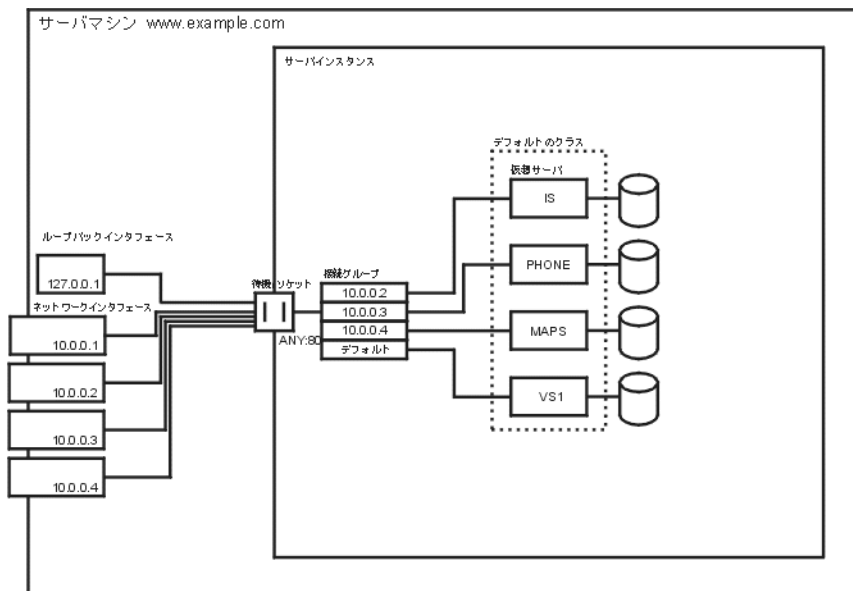 サーバマシン www.example.com
サーバインスタンス
デフォルトのクラス
仮想サーバ
IS
ループバックインタフェース
127.0.0.1
待機ソケット
接続グループ
PHONE
10.0.0.2
ネットワークインタフェース
10.0.0.3
10.0.0.1
10.0.0.4
MAPS
ANY:80
デフォルト
10.0.0.2
VS1
10.0.0.3
10.0.0.4